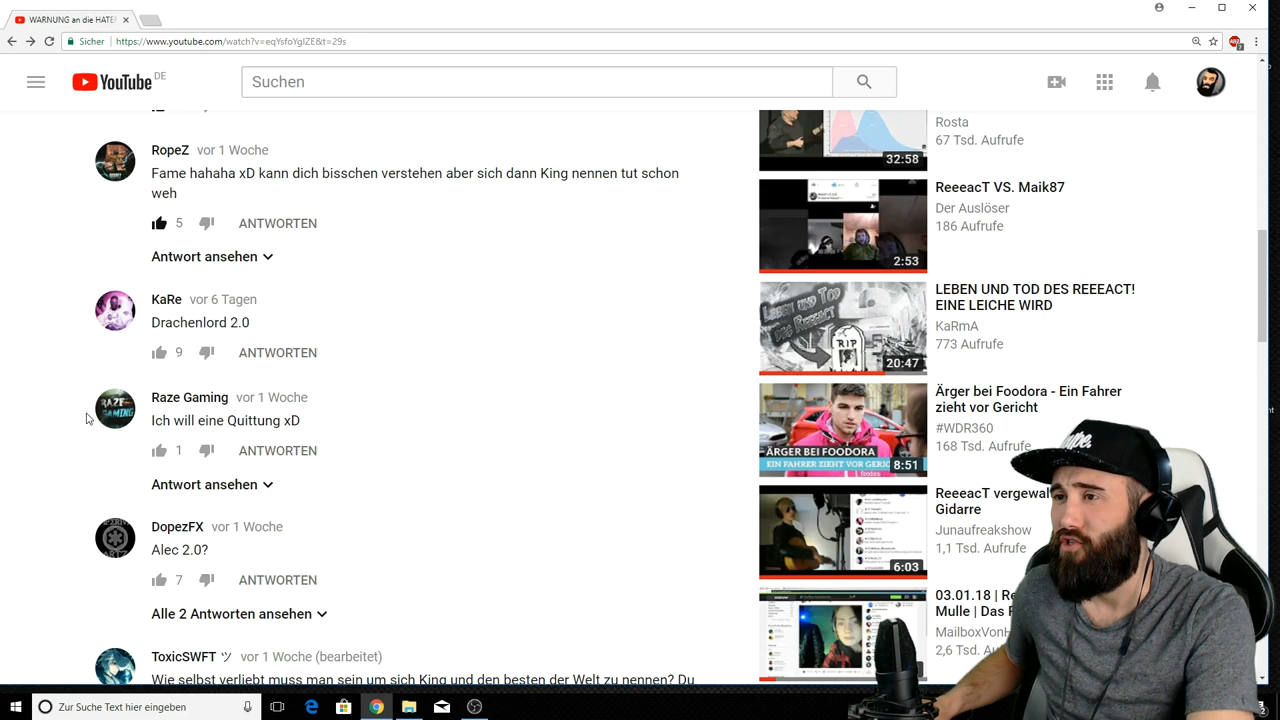 WARNUNG an die HATE
Sicher
https://www.youtube.com/watch?v=eqYsfoYgIZE&t=29s
YouTube DE
Suchen
RopeZ vor 1 Woche
Fame hahaha xD kann dich bisschen verstehen aber sich dann King nennen tut schon
weh
5 ANTWORTEN
Antwort ansehen
KaRe vor 6 Tagen
Drachenlord 2.0
9 ANTWORTEN
Raze Gaming vor 1 Woche
Ich will eine Quittung xD
1 ANTWORTEN
Antwort ansehen
vor 1 Woche
Alec 2.0?
7 ANTWORTEN
Alle 2 Antworten ansehen
ToxicSWFT ツ vor 1 Woche (bearbeitet)
Wie selbst verliebt muss man sein um sich King und den besten der Welt zu nennen? Du
Rosta
67 Tsd. Aufrufe
32:58
ReeeacT VS. Maik87
Der Auslöser
186 Aufrufe
2:53
LEBEN UND TOD DES REEEACT!
EINE LEICHE WIRD
KaRmA
773 Aufrufe
LEBEN UND TOD
DAS REEEACT
RIP
20:47
Ärger bei Foodora - Ein Fahrer
zieht vor Gericht
#WDR360
168 Tsd. Aufrufe
ÄRGER BEI FOODORA
EIN FAHRER ZIEHT VOR GERIC
8:51
ReeeacT vergewal
Gidarre
Junaufreakshow
1,1 Tsd. Aufrufe
6:03
03.01.18 | Re
Mulle | Das
MailboxVonH
2,6 Tsd. Au
RAZE
GAMING
Zur Suche Text hier eingeben